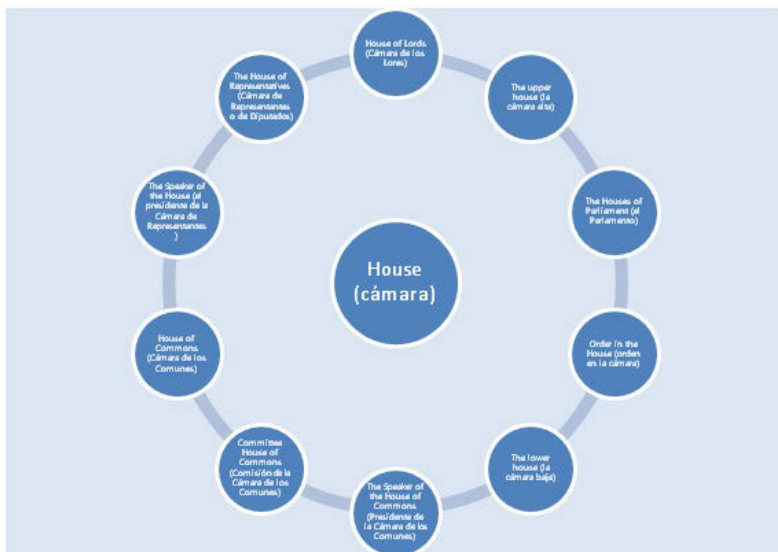 House of Lords
(Cámara de los
Lores)
The upper
house (la
cámara alta)
The Houses of
Parliament (el
Parlamento)
Order in the
House (orden
en la cámara)
The lower
house (la
cámara baja)
The Speaker of
the House of
Commons
(Presidente de
la Cámara de los
Comunes)
Committee
House of
Commons
(Comisión de la
Cámara de los
Comunes)
House of
Commons
(Cámara de los
Comunes)
The Speaker of
the House (el
presidente de la
Cámara de
Representantes
)
The House of
Representatives
(Cámara de
Representantes
o de Diputados)
House
(cámara)